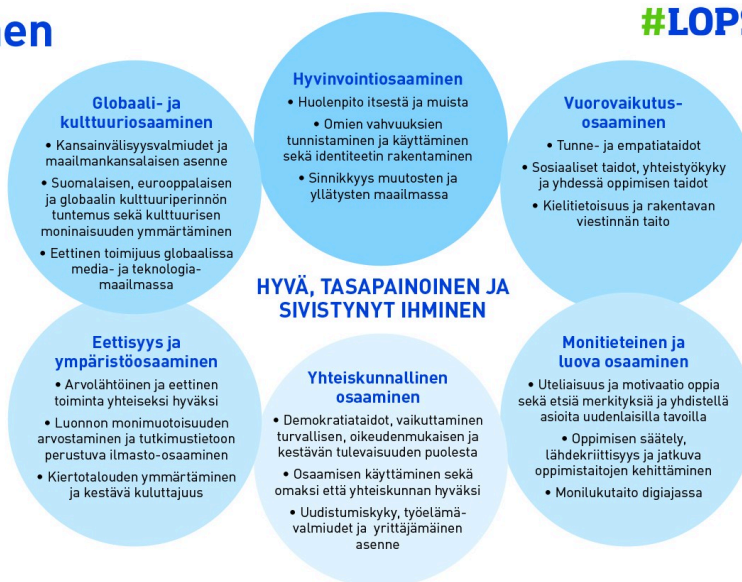 #LOPS
Hyvinvointiosaaminen
• Huolenpito itsestä ja muista
• Omien vahvuuksien
tunnistaminen ja käyttäminen
sekä identiteetin rakentaminen
• Sinnikkyys muutosten ja
yllätysten maailmassa
Globaali- ja
kulttuuriosaaminen
• Kansainvälisyysvalmiudet ja
maailmankansalaisen asenne
• Suomalaisen, eurooppalaisen
ja globaalin kulttuuriperinnön
tuntemus sekä kulttuurisen
moninaisuuden ymmärtäminen
• Eettinen toimijuus globaalissa
media- ja teknologia-
maailmassa
Vuorovaikutus-
osaaminen
• Tunne- ja empatiataidot
• Sosiaaliset taidot, yhteistyökyky
ja yhdessä oppimisen taidot
• Kielitietoisuus ja rakentavan
viestinnän taito
HYVÄ, TASAPAINOINEN JA
SIVISTYNYT IHMINEN
Eettisyys ja
ympäristöosaaminen
• Arvolähtöinen ja eettinen
toiminta yhteiseksi hyväksi
• Luonnon monimuotoisuuden
arvostaminen ja tutkimustietoon
perustuva ilmasto-osaaminen
• Kiertotalouden ymmärtäminen
ja kestävä kuluttajuus
Yhteiskunnallinen
osaaminen
• Demokratiataidot, vaikuttaminen
turvallisen, oikeudenmukaisen ja
kestävän tulevaisuuden puolesta
• Osaamisen käyttäminen sekä
omaksi että yhteiskunnan hyväksi
• Uudistumiskyky, työelämä-
valmiudet ja yrittäjämäinen
asenne
Monitieteinen ja
luova osaaminen
• Uteliaisuus ja motivaatio oppia
sekä etsiä merkityksiä ja yhdistellä
asioita uudenlaisilla tavoilla
• Oppimisen säätely,
lähdekriittisyys ja jatkuva
oppimistaitojen kehittäminen
• Monilukutaito digiajassa